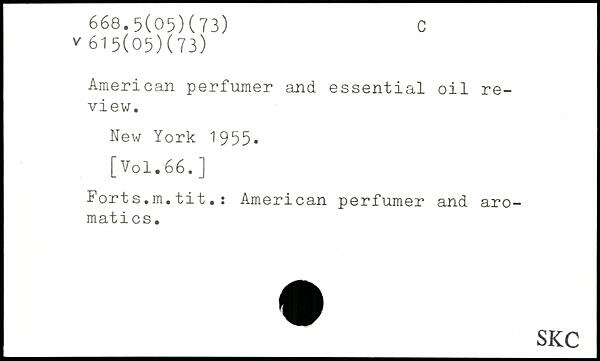 668.5(05)(73) C
v 615(05)(73)
American perfumer and essential oil re-
view.
New York 1955.
[Vol.66.]
Forts.m.tit.: American perfumer and aro-
matics.
SKC